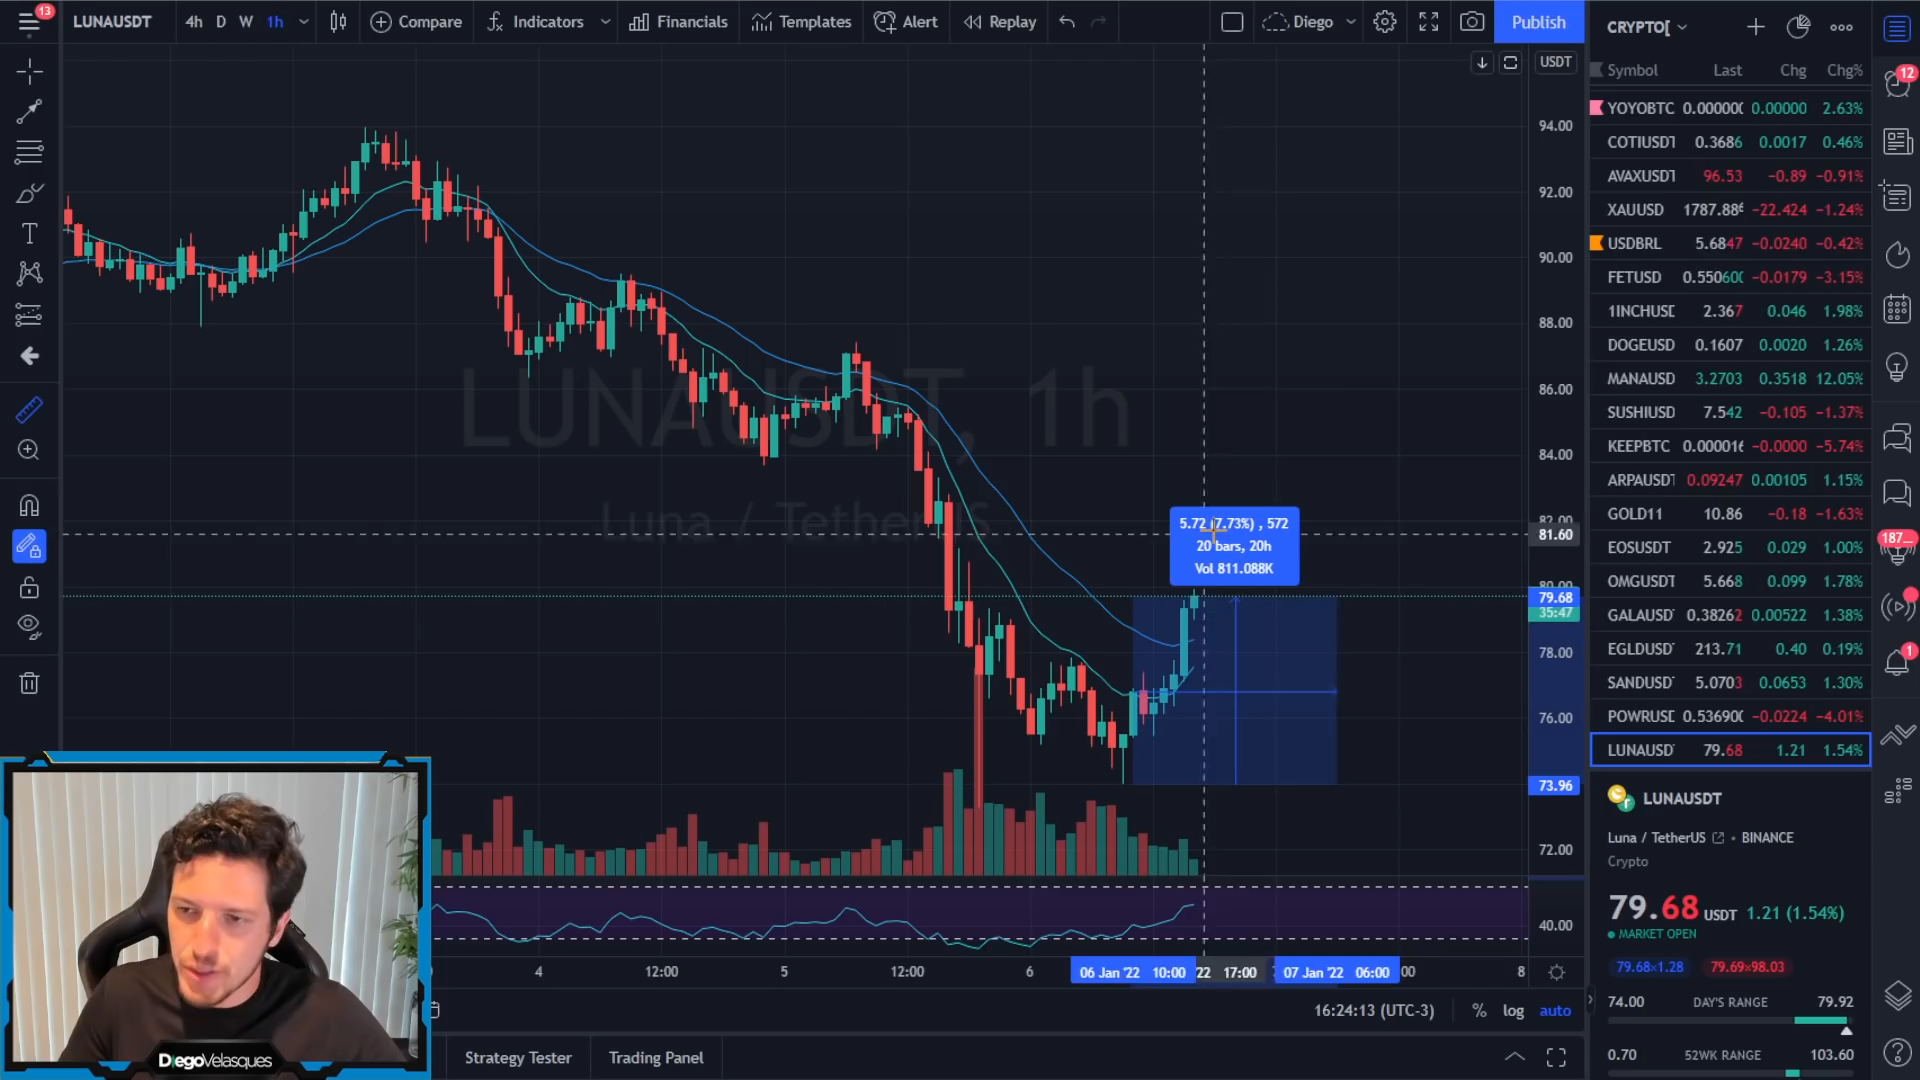 13
LUNAUSDT 4h D W 1h Compare Indicators Financials Templates Alert Replay Diego Publish
USDT
LUNAUSDT, 1h
Luna / TetherUS
5.72 (7.73%) , 572
20 bars, 20h
Vol 811.088K
94.00
92.00
90.00
88.00
86.00
84.00
82.00
81.60
80.00
79.68
35:47
78.00
76.00
73.96
72.00
40.00
4 12:00 5 12:00 6 06 Jan '22 10:00 '22 17:00 07 Jan '22 06:00 :00 8
16:24:13 (UTC-3) % log auto
Strategy Tester Trading Panel
DiegoVelasques
CRYPTO[
Symbol Last Chg Chg%
YOYOBTC 0.00000 0.00000 2.63%
COTIUSDT 0.3686 0.0017 0.46%
AVAXUSDT 96.53 −0.89 −0.91%
XAUUSD 1787.88 −22.424 −1.24%
USDBRL 5.6847 −0.0240 −0.42%
FETUSD 0.55060 −0.0179 −3.15%
1INCHUSD 2.367 0.046 1.98%
DOGEUSD 0.1607 0.0020 1.26%
MANAUSD 3.2703 0.3518 12.05%
SUSHIUSD 7.542 −0.105 −1.37%
KEEPBTC 0.000016 −0.0000 −5.74%
ARPAUSDT 0.09247 0.00105 1.15%
GOLD11 10.86 −0.18 −1.63%
EOSUSDT 2.925 0.029 1.00%
OMGUSDT 5.668 0.099 1.78%
GALAUSD 0.38262 0.00522 1.38%
EGLDUSD 213.71 0.40 0.19%
SANDUSD 5.0703 0.0653 1.30%
POWRUSD 0.53690 −0.0224 −4.01%
LUNAUSD 79.68 1.21 1.54%
LUNAUSDT
Luna / TetherUS • BINANCE
Crypto
79.68 USDT 1.21 (1.54%)
MARKET OPEN
79.68×1.28 79.69×98.03
74.00 DAY'S RANGE 79.92
0.70 52WK RANGE 103.60
12
187
1